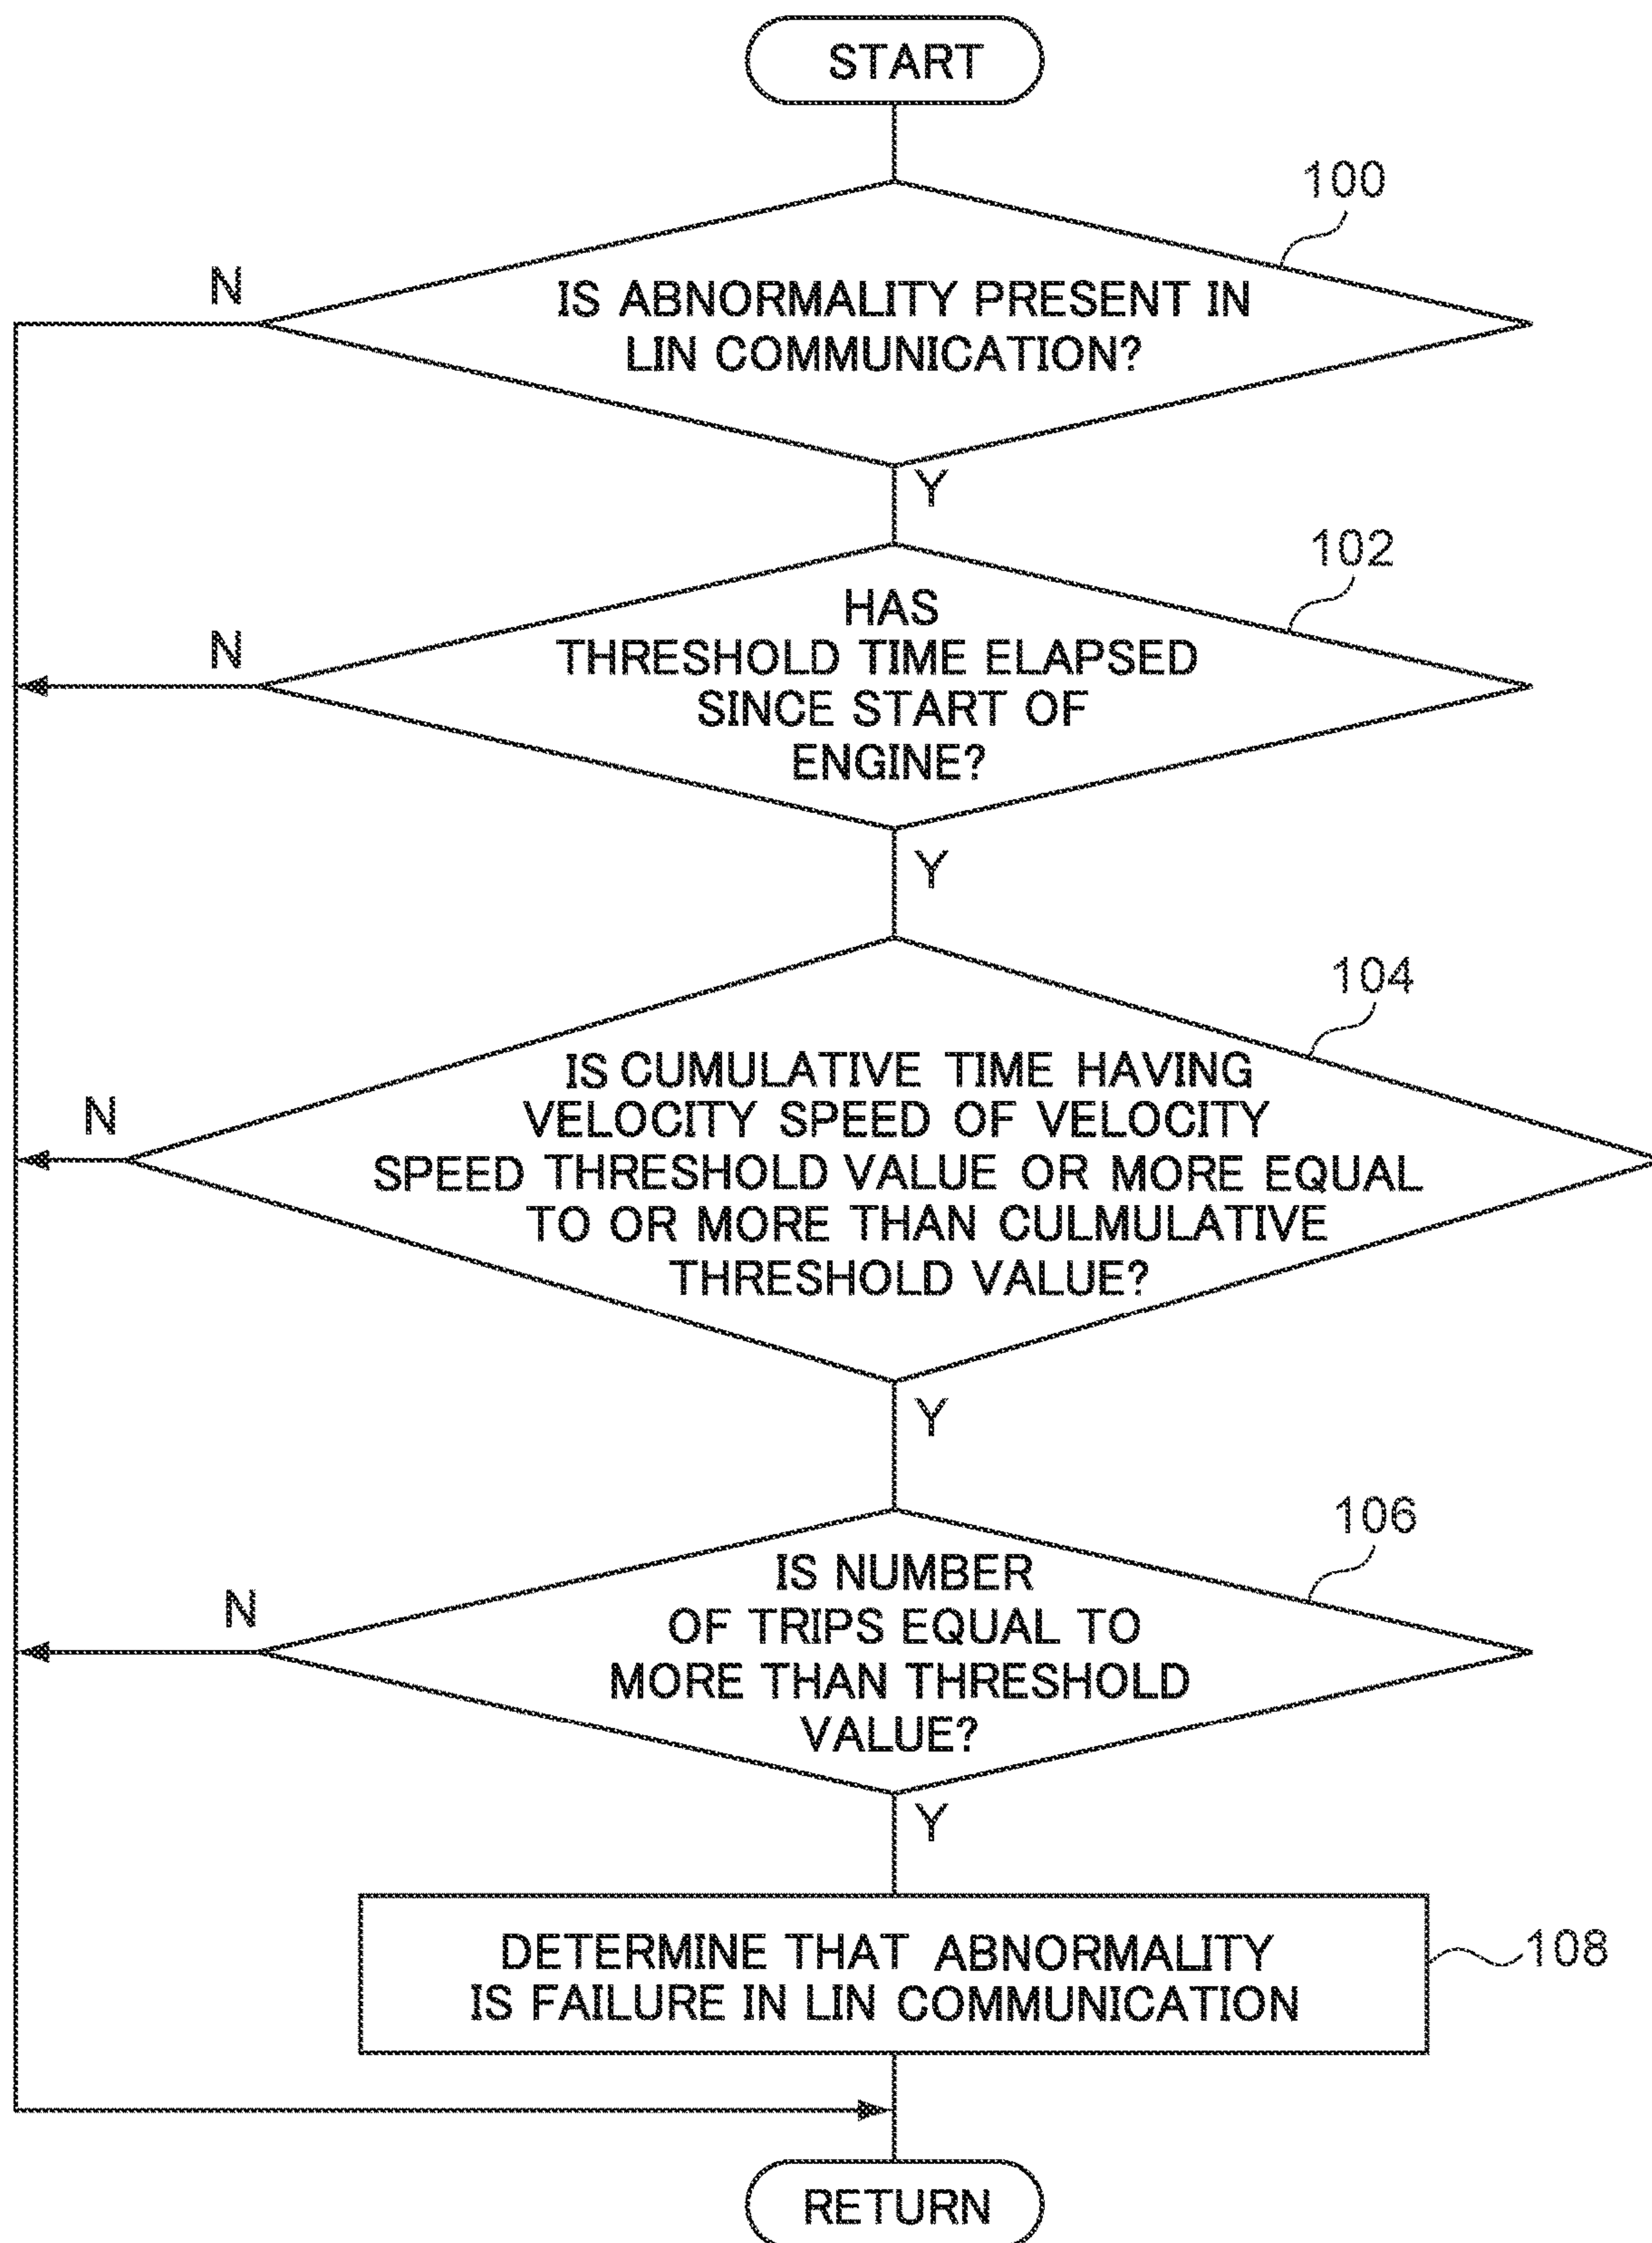 START
100
N
IS ABNORMALITY PRESENT IN
LIN COMMUNICATION?
Y
102
HAS
THRESHOLD TIME ELAPSED
SINCE START OF
ENGINE?
N
Y
104
IS CUMULATIVE TIME HAVING
VELOCITY SPEED OF VELOCITY
SPEED THRESHOLD VALUE OR MORE EQUAL
TO OR MORE THAN CULMULATIVE
THRESHOLD VALUE?
N
Y
106
IS NUMBER
OF TRIPS EQUAL TO
MORE THAN THRESHOLD
VALUE?
N
Y
DETERMINE THAT ABNORMALITY
IS FAILURE IN LIN COMMUNICATION
108
RETURN